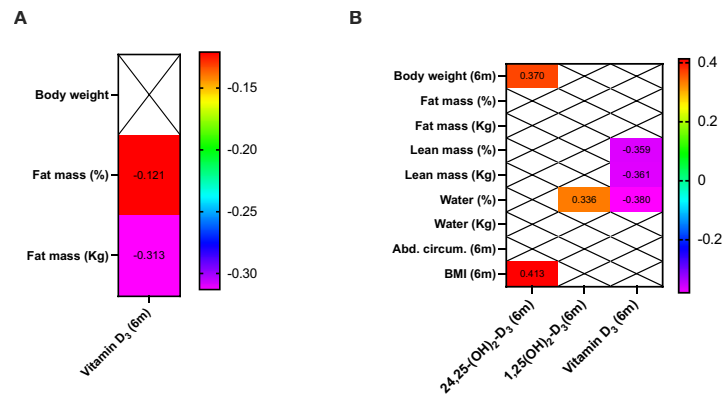 A
Body weight
Fat mass (%)
Fat mass (Kg)
-0.121
-0.313
-0.15
-0.20
-0.25
-0.30
Vitamin D₃ (6m)
B
Body weight (6m)
Fat mass (%)
Fat mass (Kg)
Lean mass (%)
Lean mass (Kg)
Water (%)
Water (Kg)
Abd. circum. (6m)
BMI (6m)
0.370
-0.359
-0.361
0.336
-0.380
0.413
0.4
0.2
0
-0.2
24,25-(OH)₂-D₃ (6m)
1,25(OH)₂-D₃(6m)
Vitamin D₃ (6m)